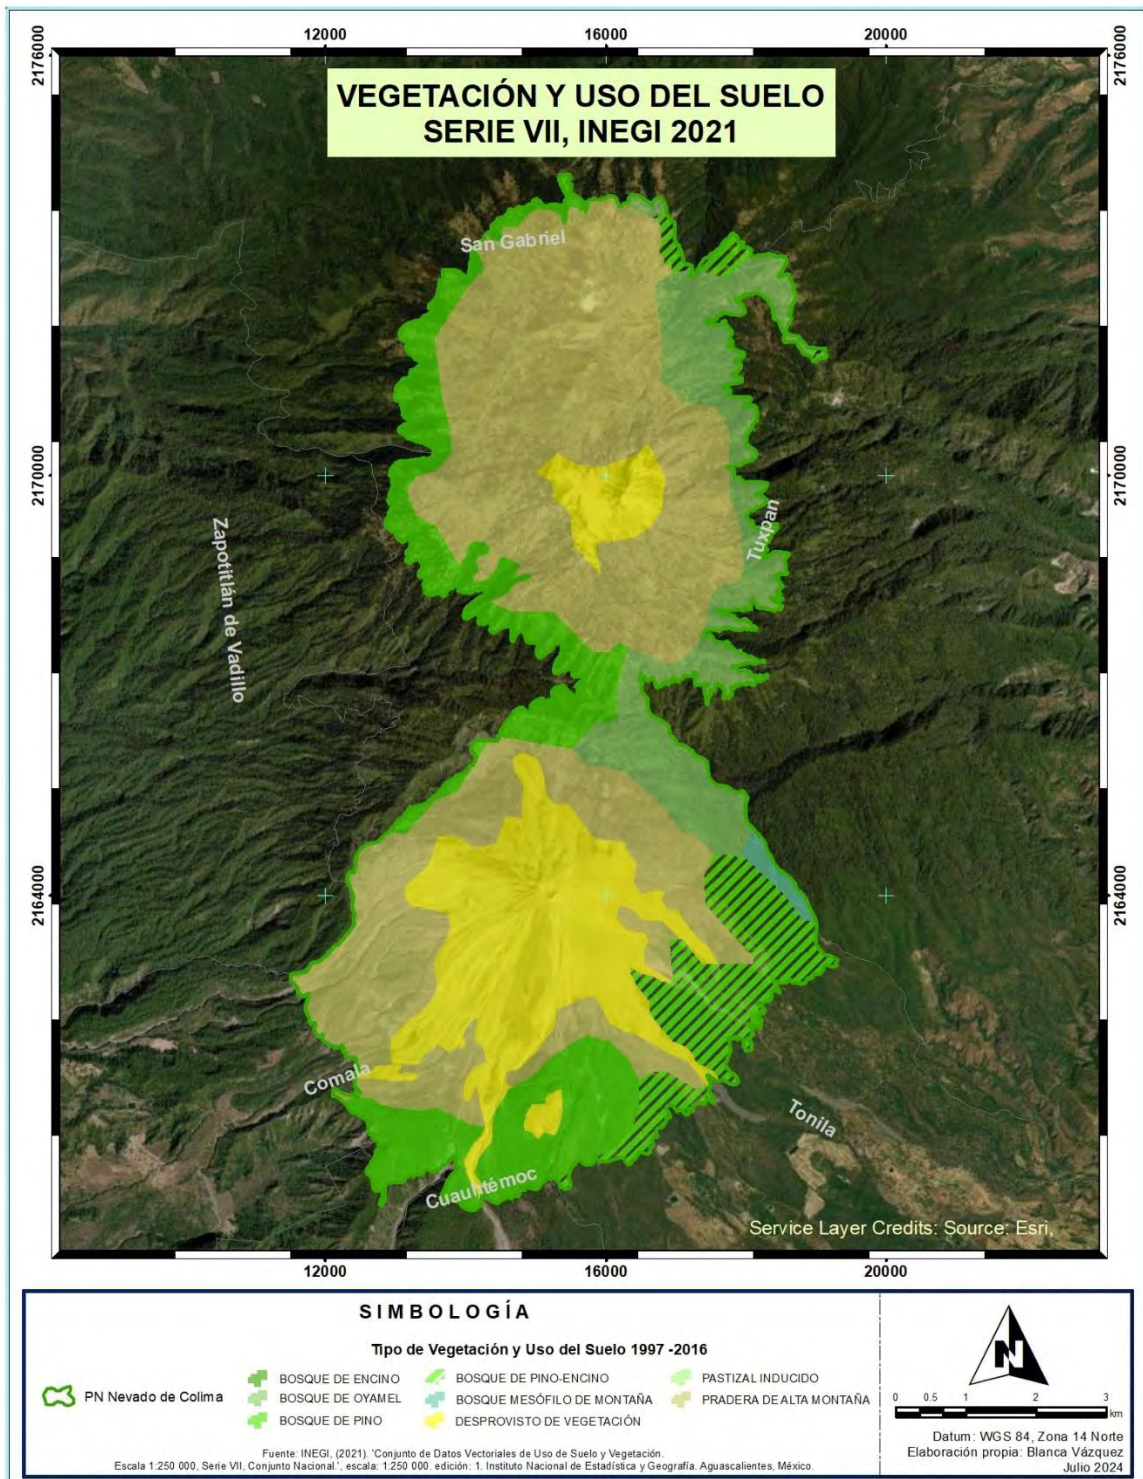 12000 16000 20000
2176000 2176000
VEGETACIÓN Y USO DEL SUELO
SERIE VII, INEGI 2021
San Gabriel
2170000 2170000
Tuxpan
Zapotitlán de Vadillo
2164000 2164000
Comala
Tonila
Cuauhtémoc
Service Layer Credits: Source: Esri,
12000 16000 20000
SIMBOLOGÍA
Tipo de Vegetación y Uso del Suelo 1997 -2016
PN Nevado de Colima
BOSQUE DE ENCINO
BOSQUE DE OYAMEL
BOSQUE DE PINO
BOSQUE DE PINO-ENCINO
BOSQUE MESÓFILO DE MONTAÑA
DESPROVISTO DE VEGETACIÓN
PASTIZAL INDUCIDO
PRADERA DE ALTA MONTAÑA
Fuente: INEGI, (2021). 'Conjunto de Datos Vectoriales de Uso de Suelo y Vegetación.
Escala 1:250 000, Serie VII, Conjunto Nacional.', escala: 1:250 000. edición: 1. Instituto Nacional de Estadística y Geografía. Aguascalientes, México.
N
0 0.5 1 2 3
km
Datum: WGS 84, Zona 14 Norte
Elaboración propia: Blanca Vázquez
Julio 2024